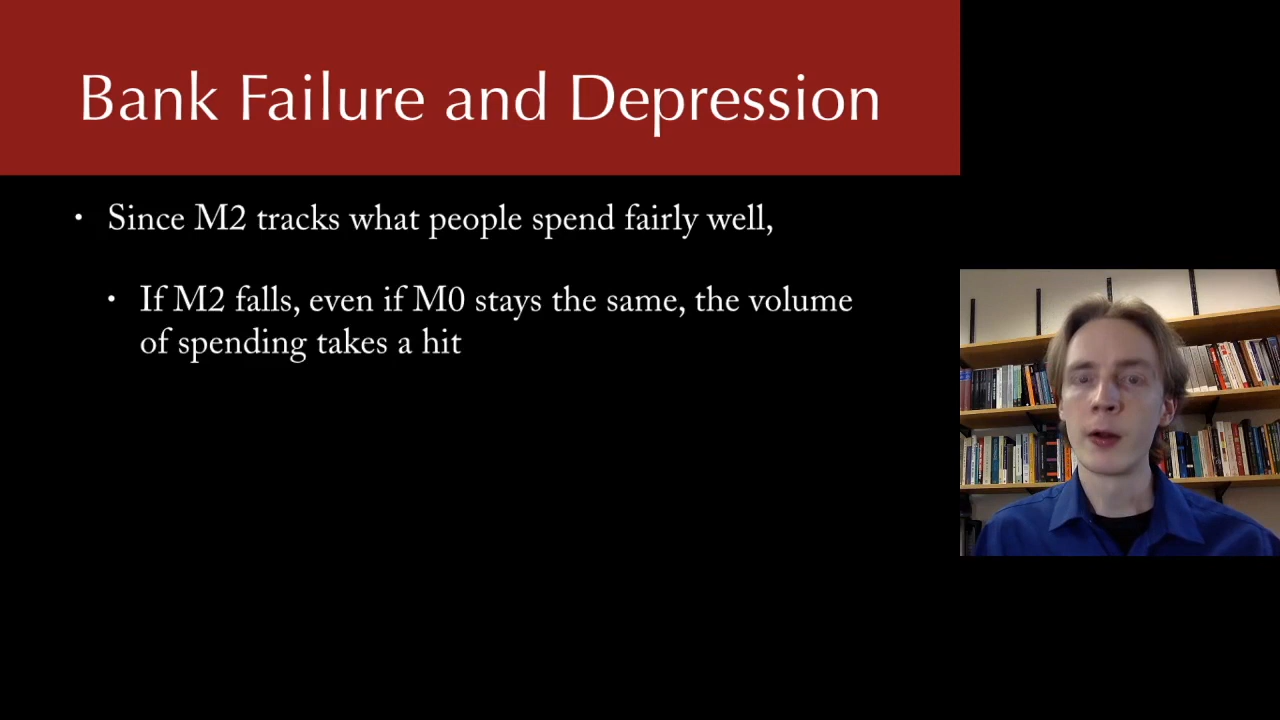 Bank Failure and Depression
• Since M2 tracks what people spend fairly well,
• If M2 falls, even if M0 stays the same, the volume
of spending takes a hit